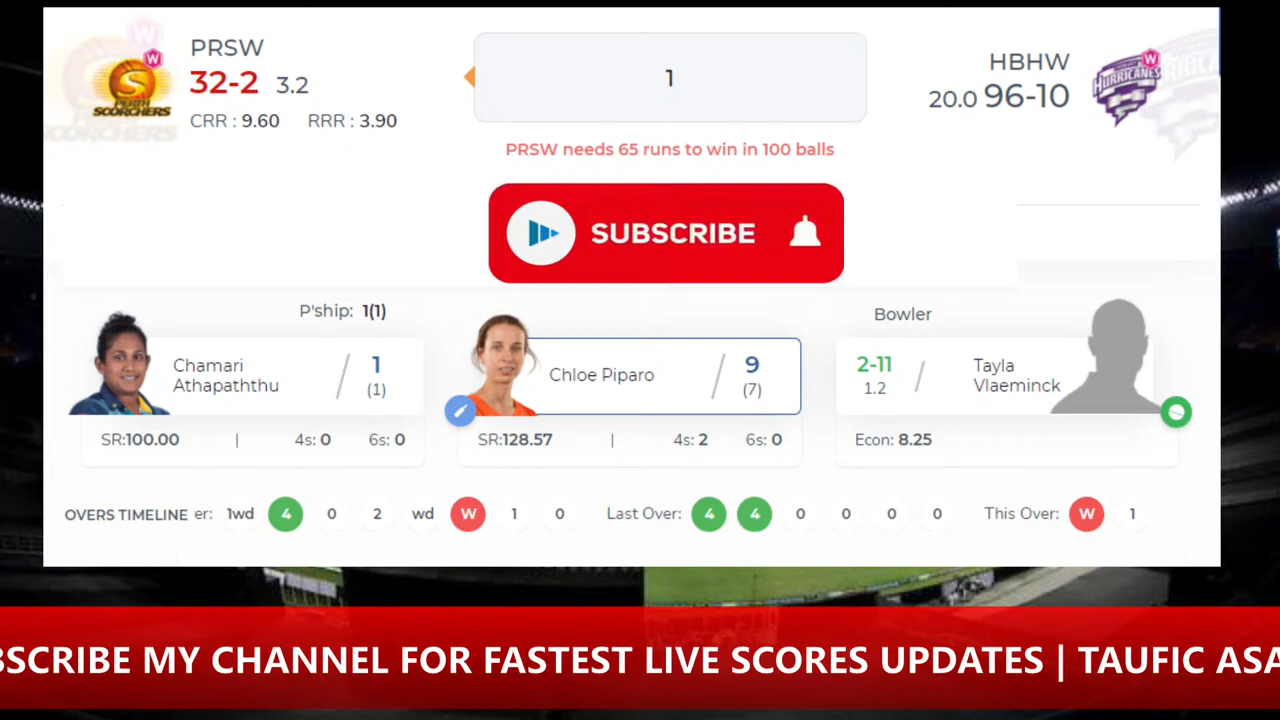 PRSW
32-2 3.2
CRR : 9.60 RRR : 3.90
W
S
PERTH
SCORCHERS
1
HBHW
20.0 96-10
W
HURRICANES
PRSW needs 65 runs to win in 100 balls
SUBSCRIBE
P'ship: 1(1)
Bowler
Chamari
Athapaththu
1
(1)
Chloe Piparo
9
(7)
2-11
1.2
Tayla
Vlaeminck
SR:100.00 | 4s: 0 6s: 0
SR:128.57 | 4s: 2 6s: 0
Econ: 8.25
OVERS TIMELINE er: 1wd 4 0 2 wd W 1 0 Last Over: 4 4 0 0 0 0 This Over: W 1
BSCRIBE MY CHANNEL FOR FASTEST LIVE SCORES UPDATES | TAUFIC ASA